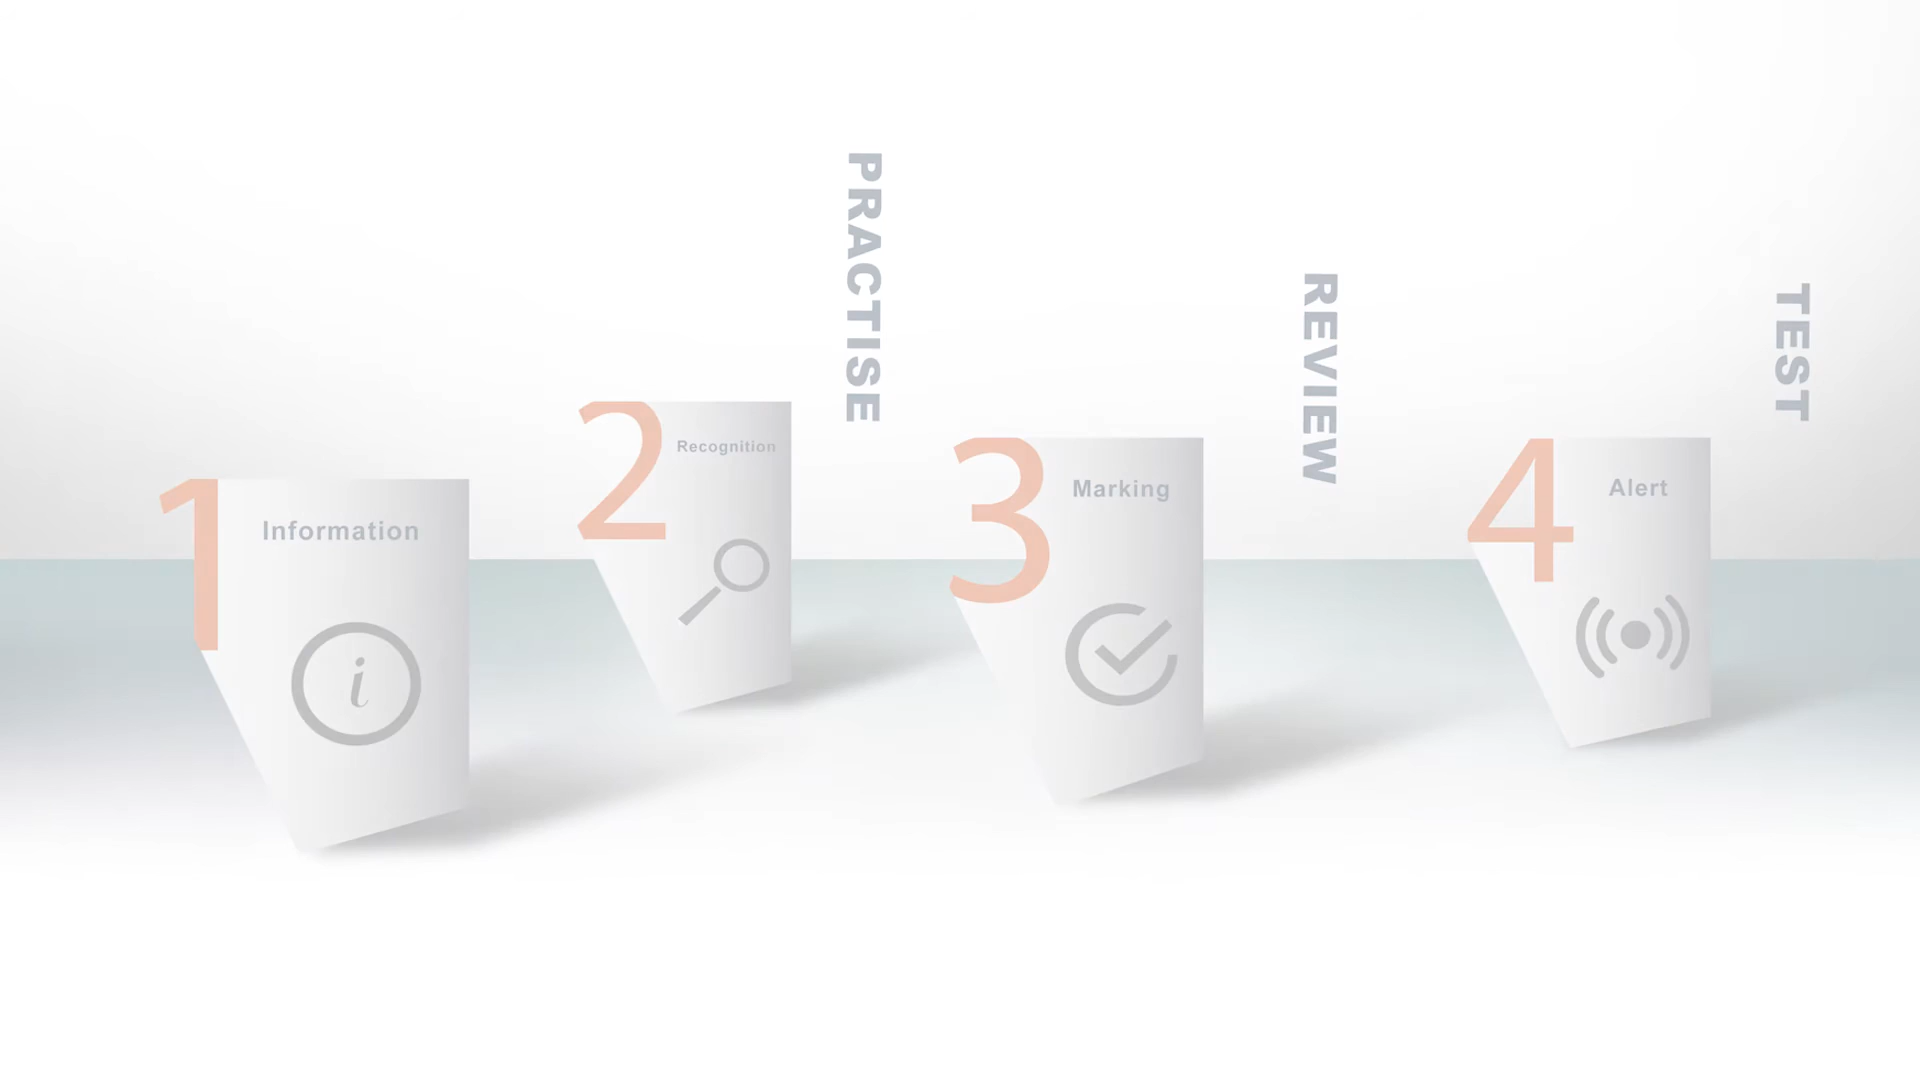 1
Information
2
Recognition
PRACTISE
3
Marking
REVIEW
4
Alert
TEST